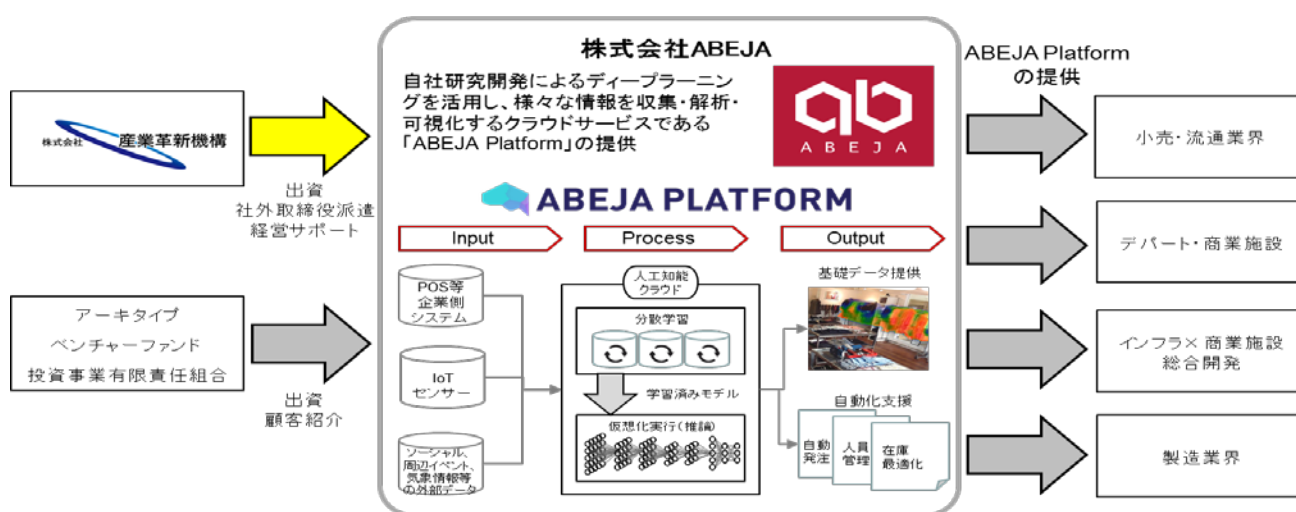 株式会社
産業革新機構
出資
社外取締役派遣
経営サポート
アーキタイプ
ベンチャーファンド
投資事業有限責任組合
出資
顧客紹介
株式会社ABEJA
自社研究開発によるディープラーニン
グを活用し、様々な情報を収集・解析・
可視化するクラウドサービスである
「ABEJA Platform」の提供
ABEJA
ABEJA PLATFORM
Input
Process
Output
POS等
企業側
システム
IoT
センサー
ソーシャル、
周辺イベント、
気象情報等
の外部データ
人工知能
クラウド
分散学習
学習済みモデル
仮想化実行(推論)
基礎データ提供
自動化支援
自動
発注
人員
管理
在庫
最適化
ABEJA Platform
の提供
小売・流通業界
デパート・商業施設
インフラ×商業施設
総合開発
製造業界